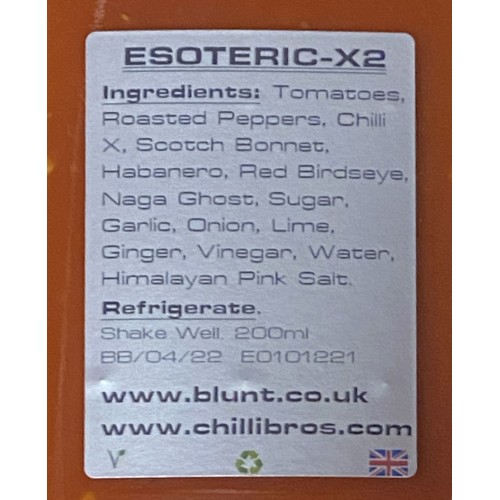 ESOTERIC-X2
Ingredients: Tomatoes,
Roasted Peppers, Chilli
X, Scotch Bonnet,
Habanero, Red Birdseye,
Naga Ghost, Sugar,
Garlic, Onion, Lime,
Ginger, Vinegar, Water,
Himalayan Pink Salt.
Refrigerate.
Shake Well. 200ml
BB/04/22 E0101221
www.blunt.co.uk
www.chillibros.com
V